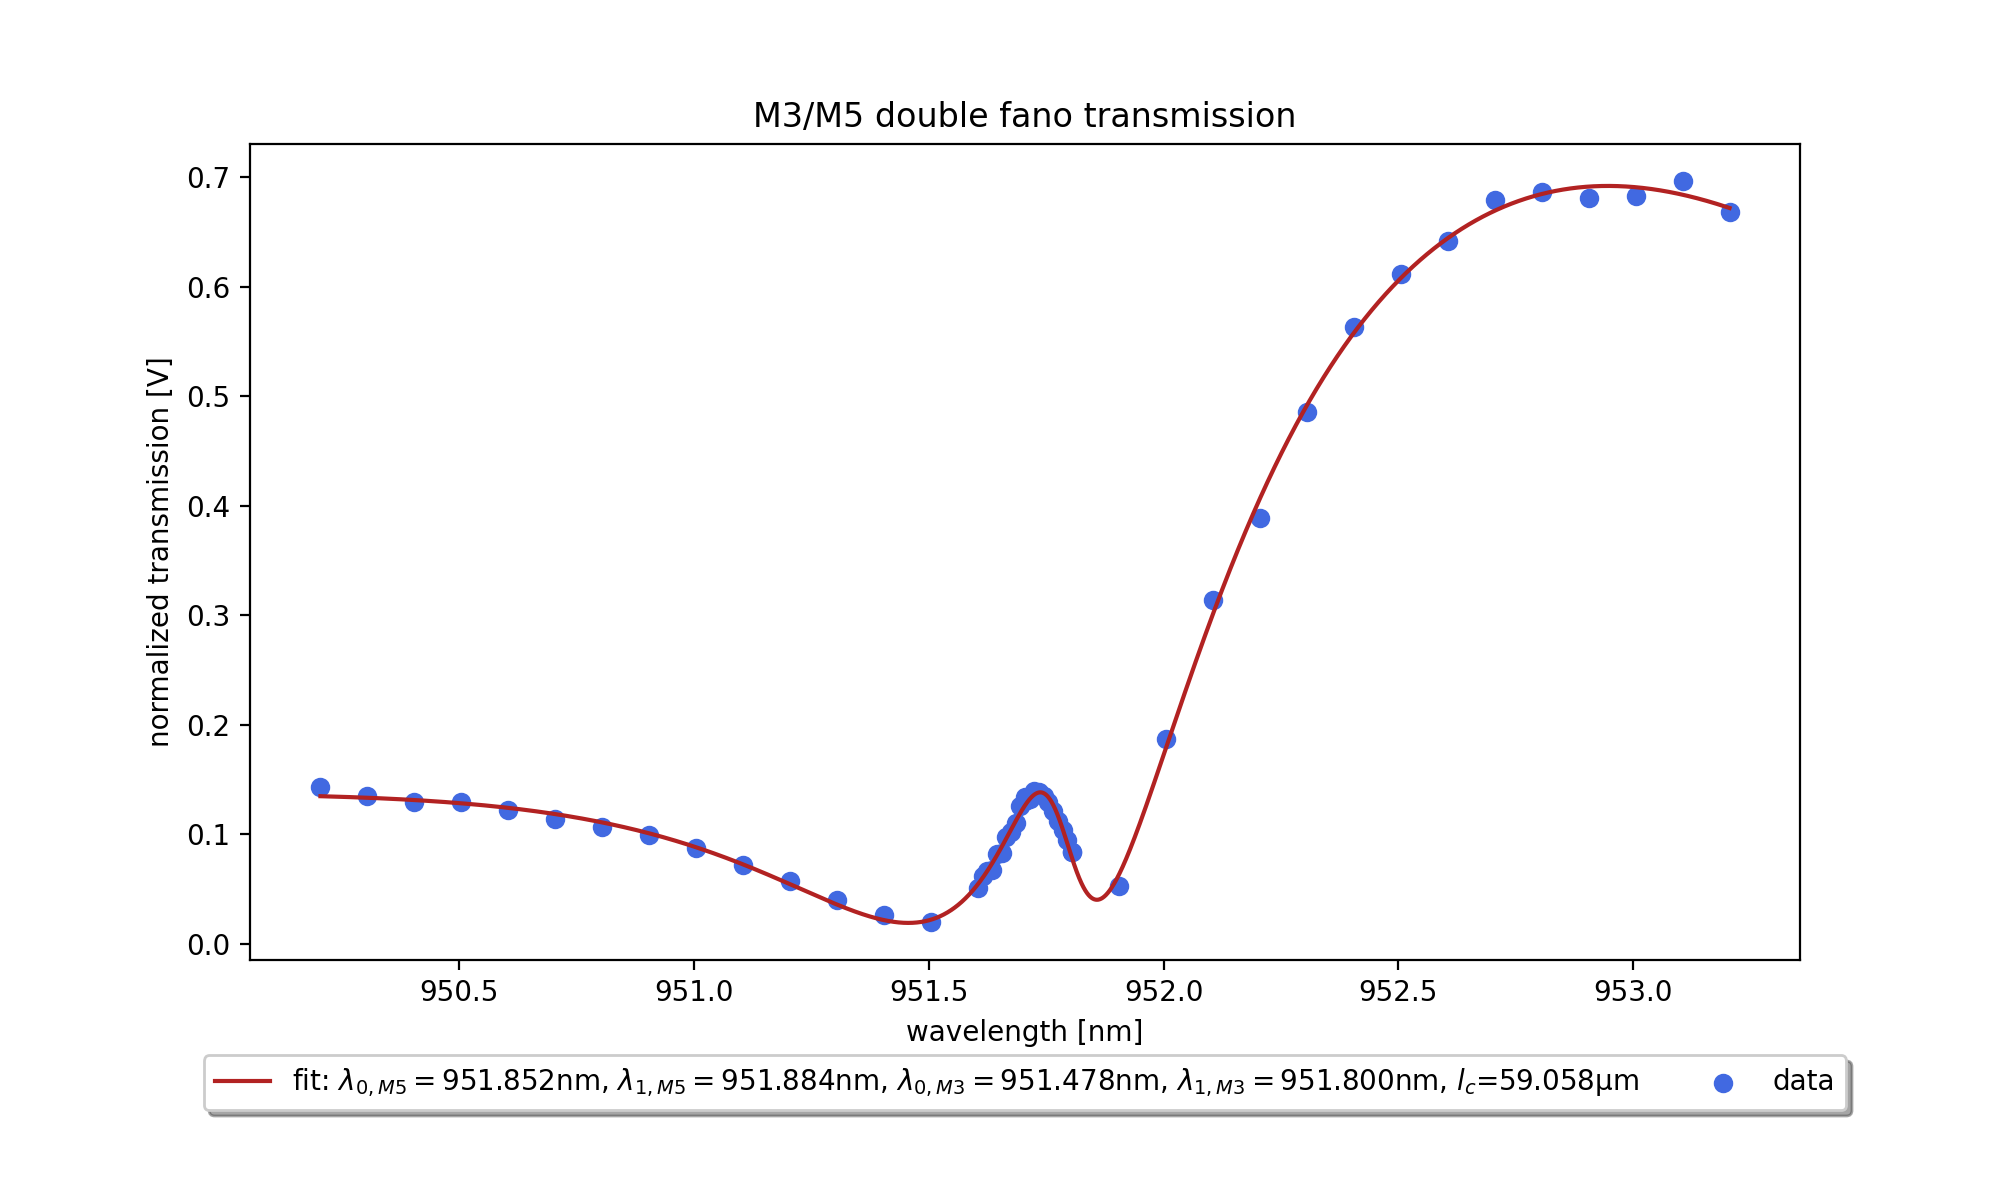 M3/M5 double fano transmission
normalized transmission [V]
0.7
0.6
0.5
0.4
0.3
0.2
0.1
0.0
950.5 951.0 951.5 952.0 952.5 953.0
wavelength [nm]
fit: λ₀,M5 = 951.852nm, λ₁,M5 = 951.884nm, λ₀,M3 = 951.478nm, λ₁,M3 = 951.800nm, l_c=59.058µm data